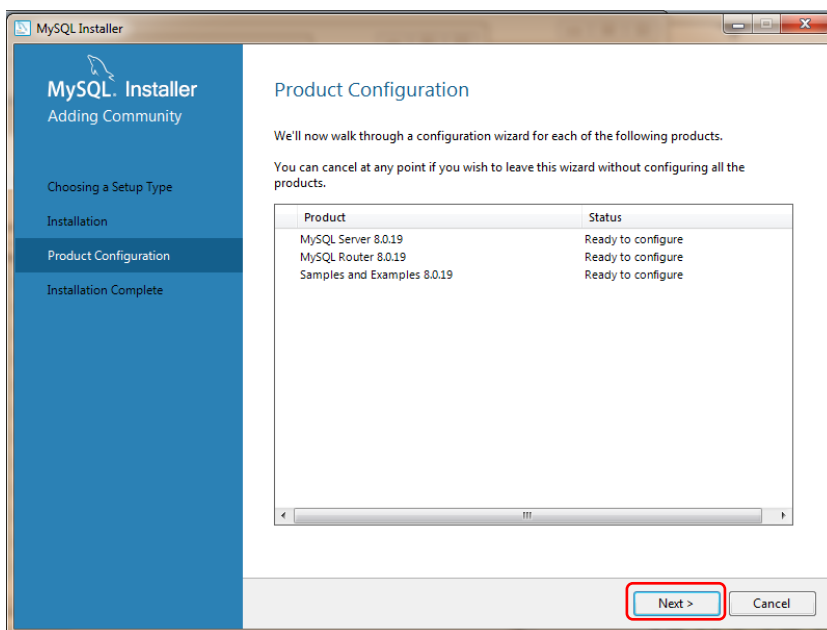 MySQL Installer
MySQL. Installer
Adding Community
Choosing a Setup Type
Installation
Product Configuration
Installation Complete
Product Configuration
We'll now walk through a configuration wizard for each of the following products.
You can cancel at any point if you wish to leave this wizard without configuring all the
products.
Product Status
MySQL Server 8.0.19 Ready to configure
MySQL Router 8.0.19 Ready to configure
Samples and Examples 8.0.19 Ready to configure
Next > Cancel